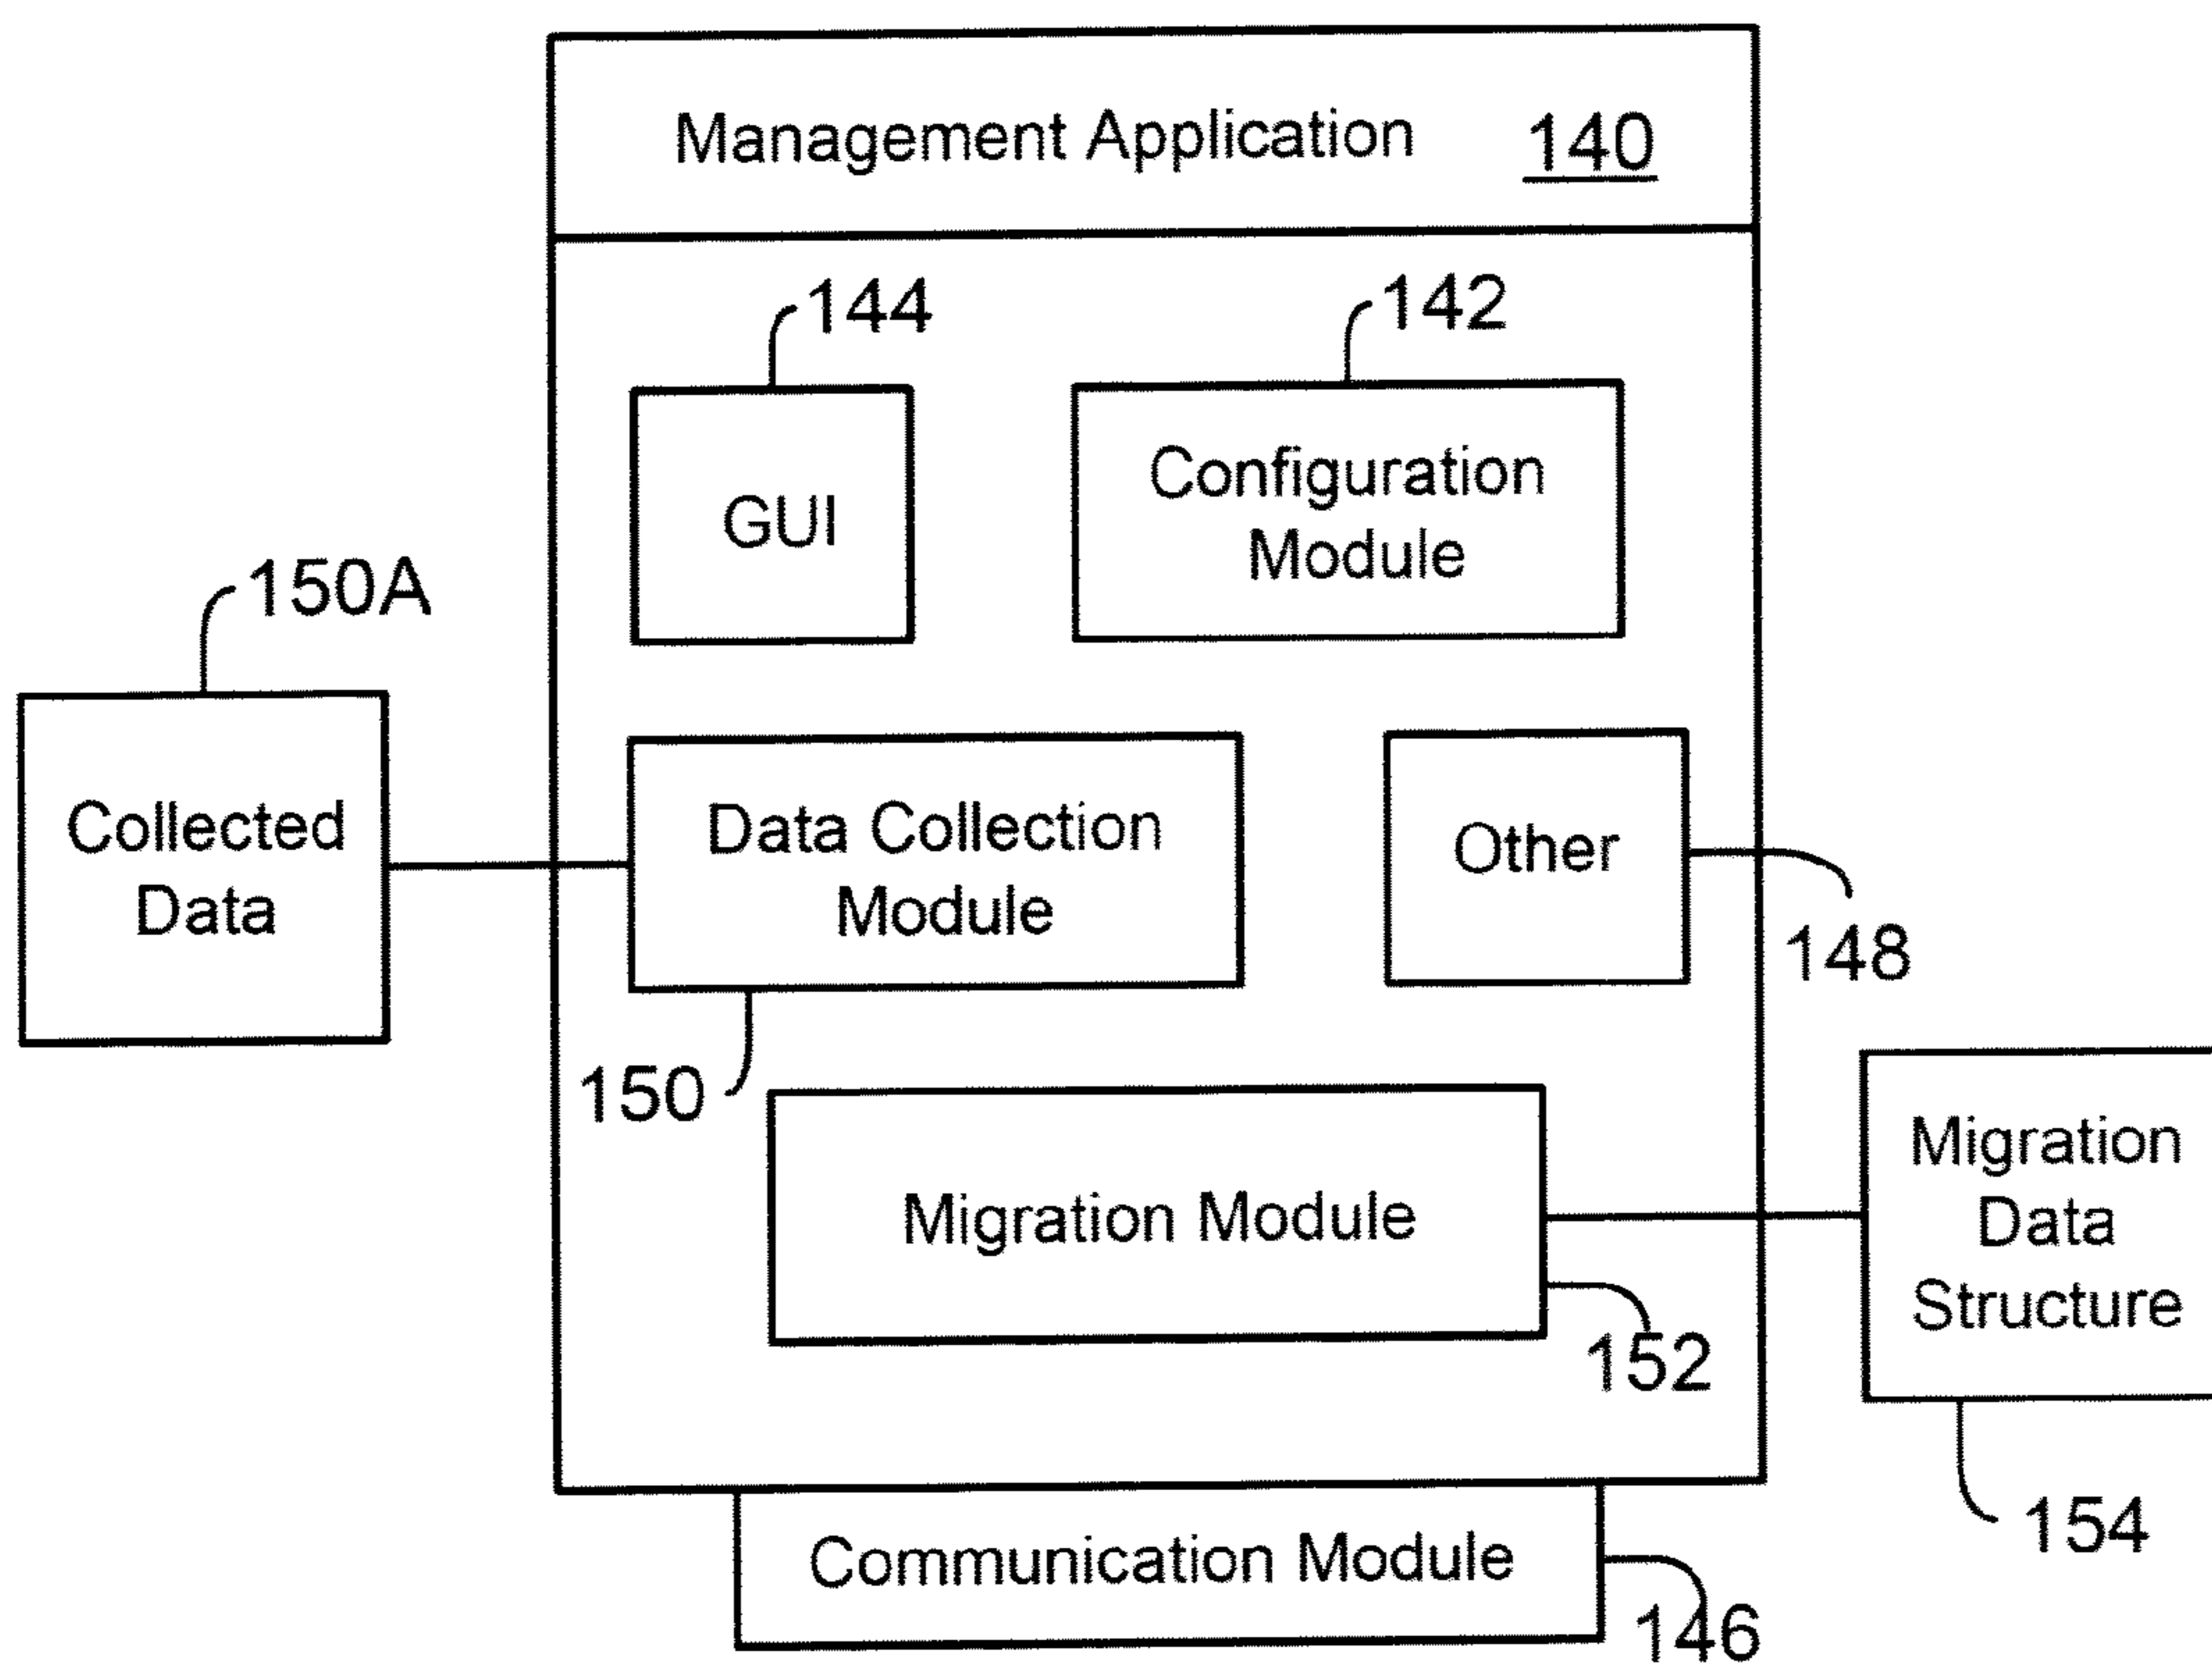 Management Application 140
144
142
GUI
Configuration
Module
150A
Collected
Data
Data Collection
Module
Other
148
150
Migration Module
152
Migration
Data
Structure
154
Communication Module
146